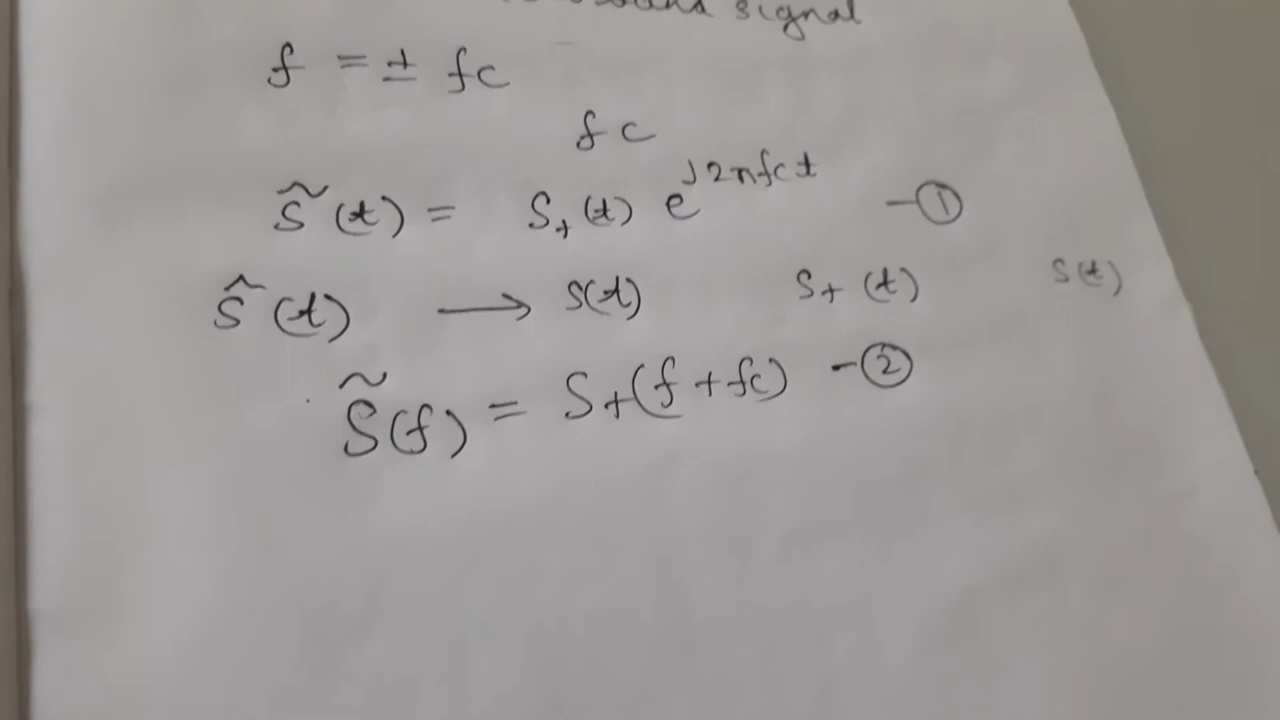 signal
f = ± fc
fc
s̃(t) = S₊(t) e^j2πfct -①
ŝ(t) → s(t) S+(t) S(t)
S̃(f) = S+(f+fc) -②